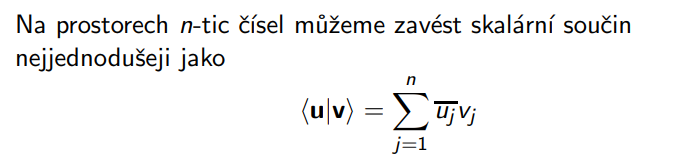 Na prostorech n-tic čísel můžeme zavést skalární součin
nejjednodušeji jako
⟨u|v⟩ = ∑_{j=1}^{n} \overline{u_j} v_j